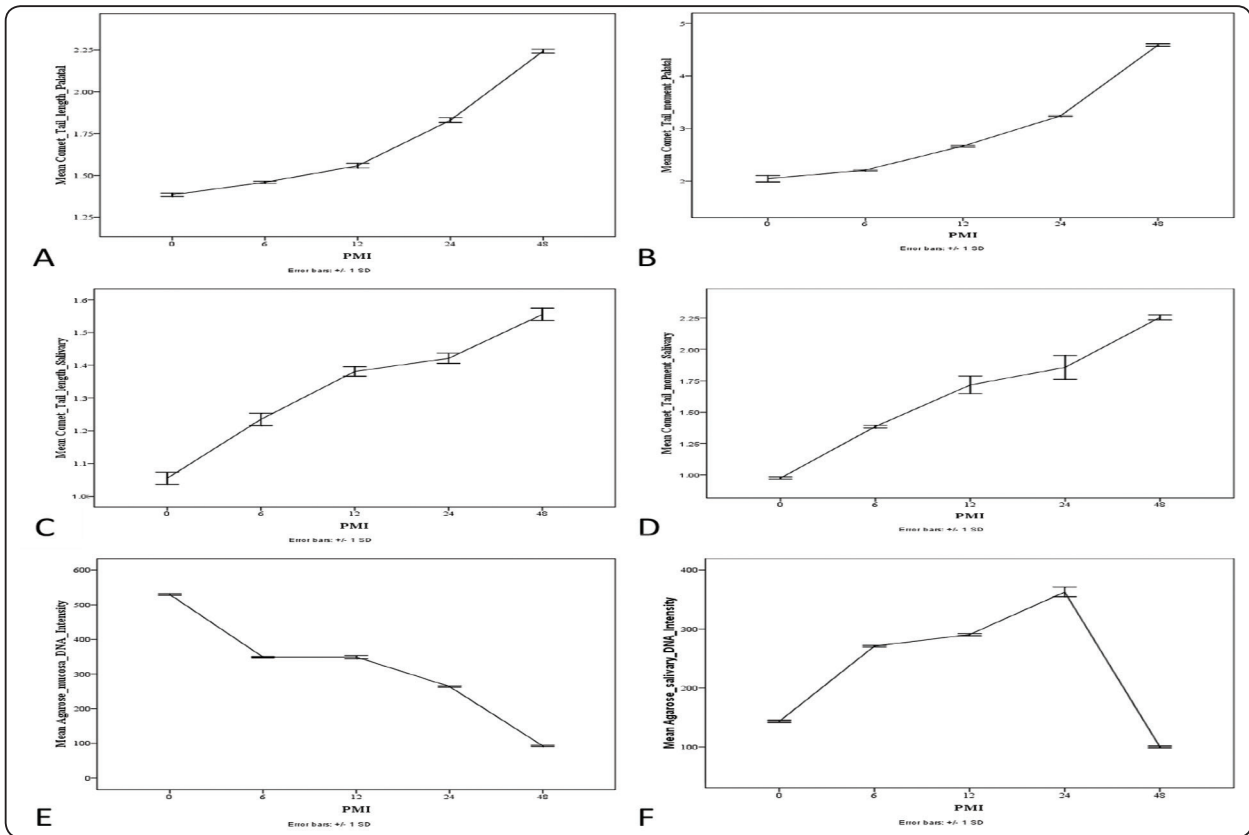 Mean Comet_Tail_length_Palatal
2.25
2.00
1.75
1.50
1.25
0 6 12 24 48
PMI
Error bars: +/- 1 SD
A
Mean Comet_Tail_moment_Palatal
5
4
3
2
0 6 12 24 48
PMI
Error bars: +/- 1 SD
B
Mean Comet_Tail_length_Salivary
1.6
1.5
1.4
1.3
1.2
1.1
1.0
0 6 12 24 48
PMI
Error bars: +/- 1 SD
C
Mean Comet_Tail_moment_Salivary
2.25
2.00
1.75
1.50
1.25
1.00
0 6 12 24 48
PMI
Error bars: +/- 1 SD
D
Mean Agarose_mucosa_DNA_Intensity
600
500
400
300
200
100
0
0 6 12 24 48
PMI
Error bars: +/- 1 SD
E
Mean Agarose_salivary_DNA_Intensity
400
300
200
100
0 6 12 24 48
PMI
Error bars: +/- 1 SD
F